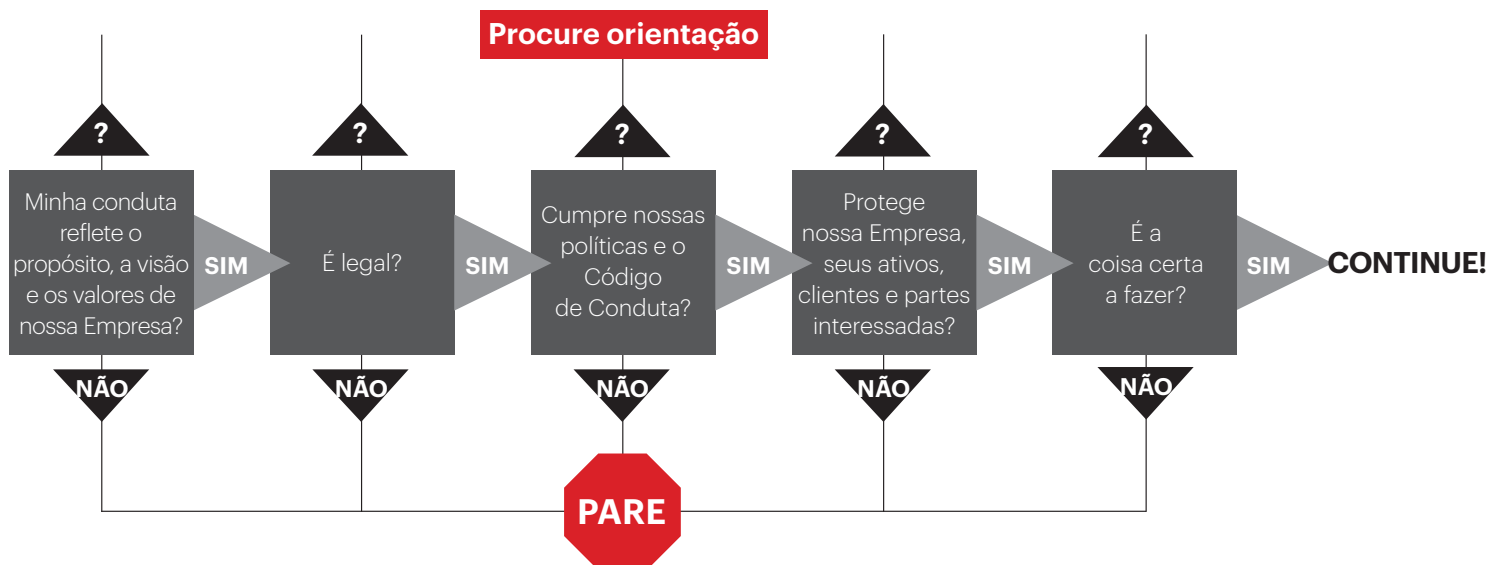 Procure orientação
?
?
?
?
?
Minha conduta
reflete o
propósito, a visão
e os valores de
nossa Empresa?
SIM
É legal?
SIM
Cumpre nossas
políticas e o
Código
de Conduta?
SIM
Protege
nossa Empresa,
seus ativos,
clientes e partes
interessadas?
SIM
É a
coisa certa
a fazer?
SIM
CONTINUE!
NÃO
NÃO
NÃO
NÃO
NÃO
PARE